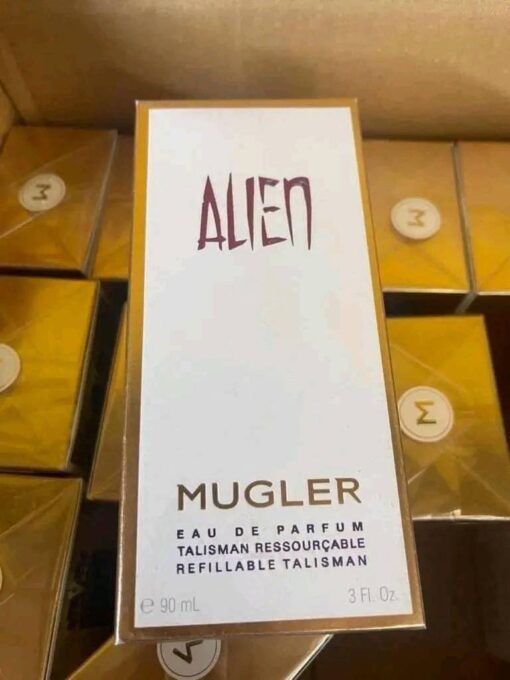 ALIEN
MUGLER
EAU DE PARFUM
TALISMAN RESSOURÇABLE
REFILLABLE TALISMAN
e 90 mL
3 Fl. Oz.
M
M
M
M